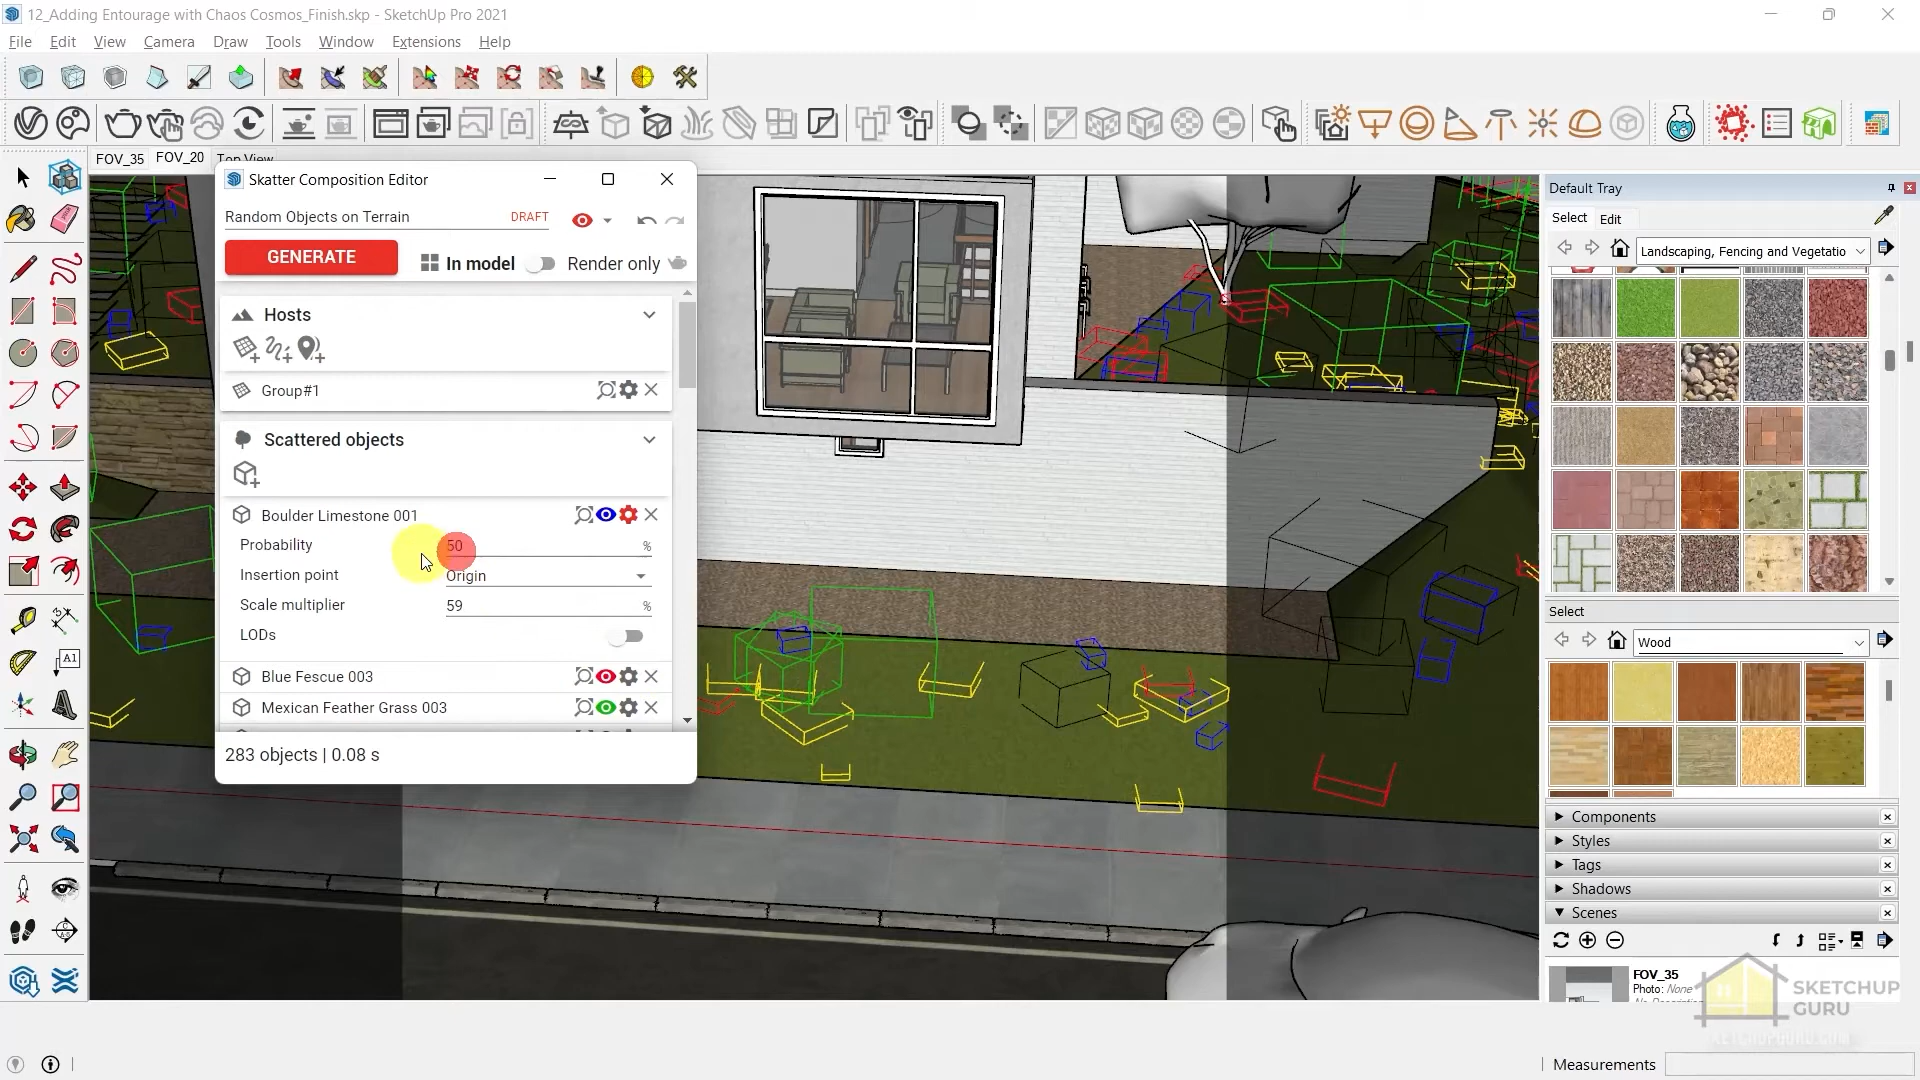 12_Adding Entourage with Chaos Cosmos_Finish.skp - SketchUp Pro 2021
File Edit View Camera Draw Tools Window Extensions Help
FOV_35 FOV_20 Top View
Skatter Composition Editor
Random Objects on Terrain DRAFT
GENERATE In model Render only
Hosts
Group#1
Scattered objects
Boulder Limestone 001
Probability 50 %
Insertion point Origin
Scale multiplier 59 %
LODs
Blue Fescue 003
Mexican Feather Grass 003
283 objects | 0.08 s
A1
Default Tray
Select Edit
Landscaping, Fencing and Vegetatio
Select
Wood
Components
Styles
Tags
Shadows
Scenes
FOV_35
Photo: None
No Description
SKETCHUP
GURU
Measurements